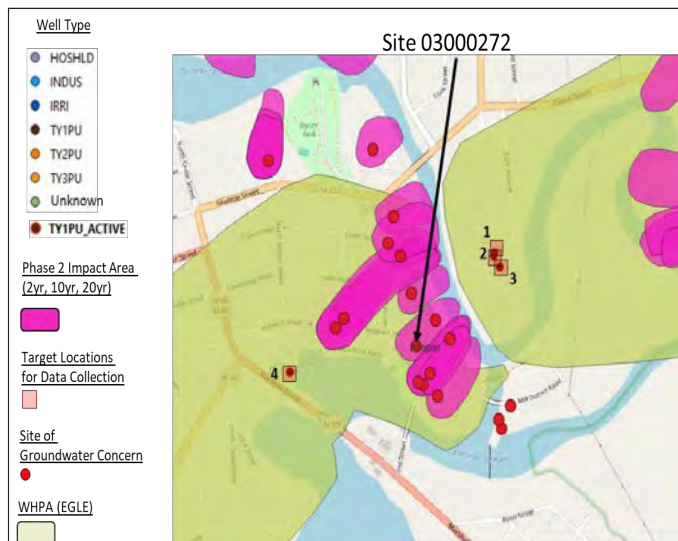 Well Type
HOSHLD
INDUS
IRRI
TY1PU
TY2PU
TY3PU
Unknown
TY1PU_ACTIVE
Phase 2 Impact Area
(2yr, 10yr, 20yr)
Target Locations
for Data Collection
Site of
Groundwater Concern
WHPA (EGLE)
Site 03000272
1
2
3
4
Street